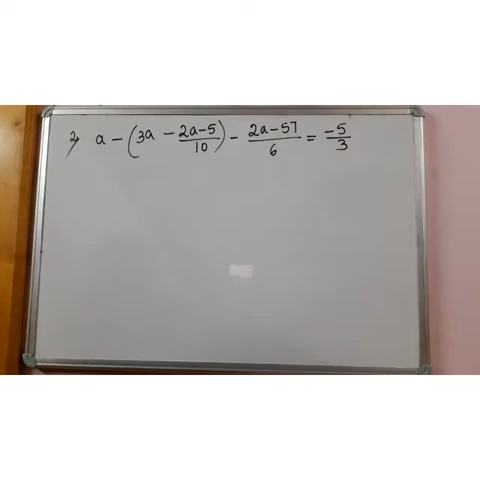 2) a - (3a - (2a-5)/10) - (2a-57)/6 = -5/3